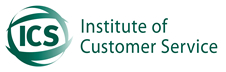 ICS
Institute of
Customer Service